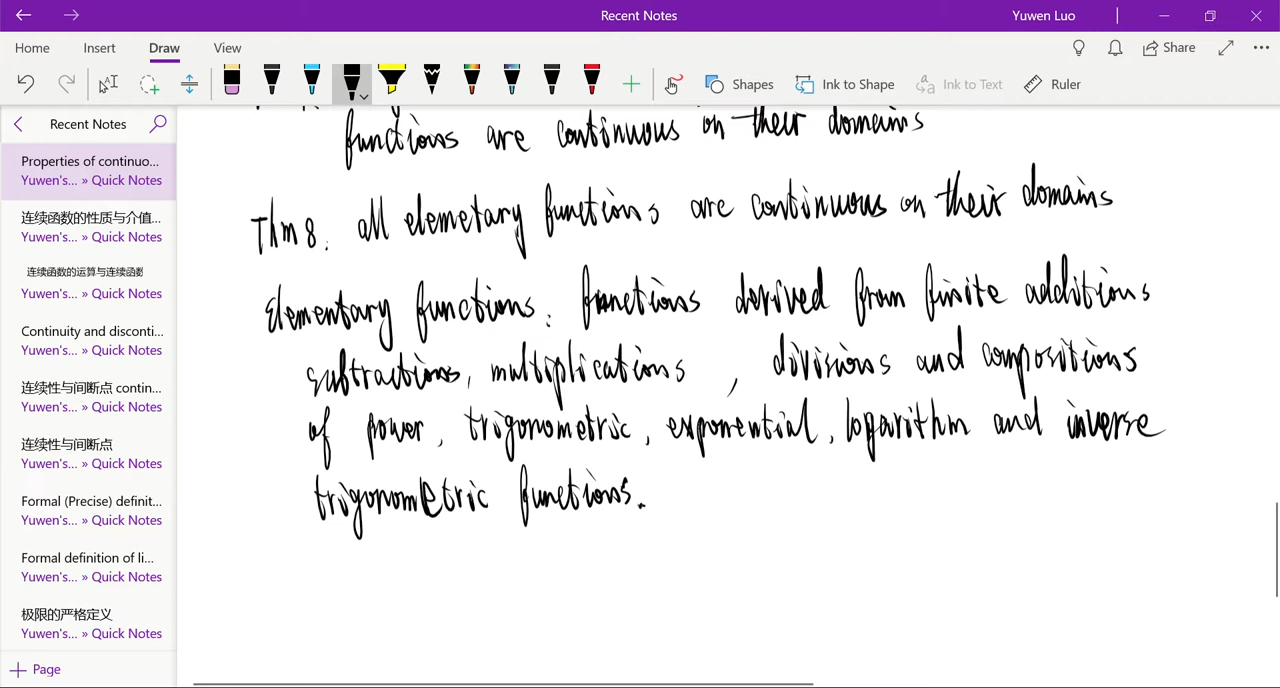 Recent Notes
Yuwen Luo
Home
Insert
Draw
View
Share
Shapes
Ink to Shape
Ink to Text
Ruler
Recent Notes
Properties of continuo...
Yuwen's... » Quick Notes
连续函数的性质与介值...
Yuwen's... » Quick Notes
连续函数的运算与连续函数
Yuwen's... » Quick Notes
Continuity and disconti...
Yuwen's... » Quick Notes
连续性与间断点 contin...
Yuwen's... » Quick Notes
连续性与间断点
Yuwen's... » Quick Notes
Formal (Precise) definit...
Yuwen's... » Quick Notes
Formal definition of li...
Yuwen's... » Quick Notes
极限的严格定义
Yuwen's... » Quick Notes
Page
functions are continuous on their domains
Thm 8. all elemetary functions are continuous on their domains
elementary functions: functions derived from finite additions
subtractions, multiplications , divisions and compositions
of power, trigonometric, exponential, logarithm and inverse
trigonometric functions.